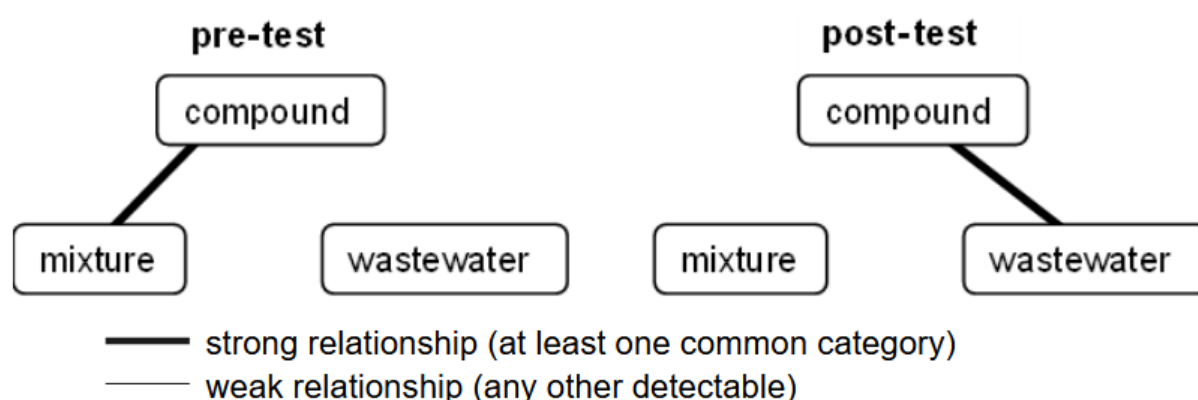 pre-test
compound
mixture
wastewater
post-test
compound
mixture
wastewater
strong relationship (at least one common category)
weak relationship (any other detectable)